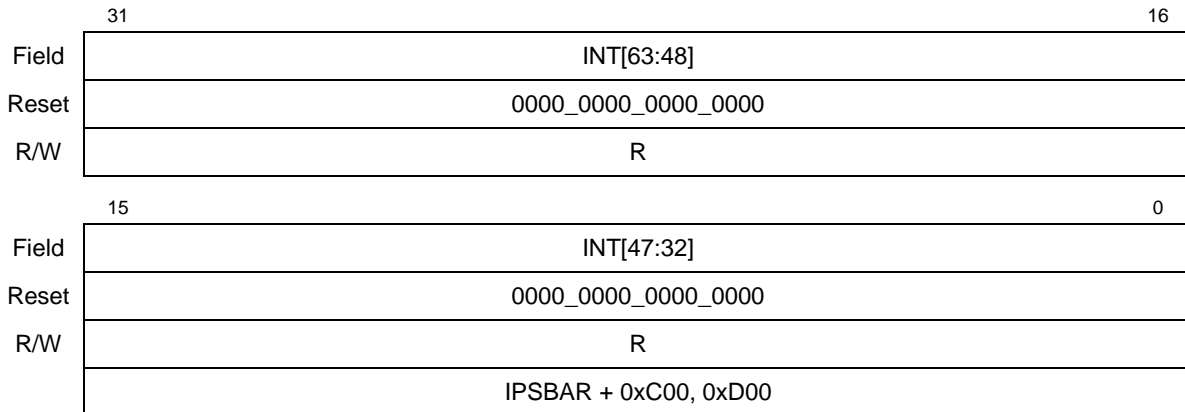 31 16
Field INT[63:48]
Reset 0000_0000_0000_0000
R/W R
15 0
Field INT[47:32]
Reset 0000_0000_0000_0000
R/W R
IPSBAR + 0xC00, 0xD00